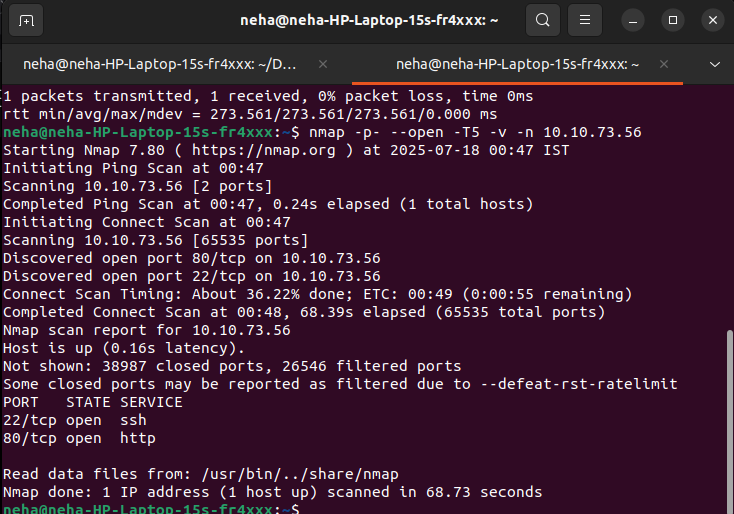 neha@neha-HP-Laptop-15s-fr4xxx: ~
neha@neha-HP-Laptop-15s-fr4xxx: ~/D...
neha@neha-HP-Laptop-15s-fr4xxx: ~
1 packets transmitted, 1 received, 0% packet loss, time 0ms
rtt min/avg/max/mdev = 273.561/273.561/273.561/0.000 ms
neha@neha-HP-Laptop-15s-fr4xxx:~$ nmap -p- --open -T5 -v -n 10.10.73.56
Starting Nmap 7.80 ( https://nmap.org ) at 2025-07-18 00:47 IST
Initiating Ping Scan at 00:47
Scanning 10.10.73.56 [2 ports]
Completed Ping Scan at 00:47, 0.24s elapsed (1 total hosts)
Initiating Connect Scan at 00:47
Scanning 10.10.73.56 [65535 ports]
Discovered open port 80/tcp on 10.10.73.56
Discovered open port 22/tcp on 10.10.73.56
Connect Scan Timing: About 36.22% done; ETC: 00:49 (0:00:55 remaining)
Completed Connect Scan at 00:48, 68.39s elapsed (65535 total ports)
Nmap scan report for 10.10.73.56
Host is up (0.16s latency).
Not shown: 38987 closed ports, 26546 filtered ports
Some closed ports may be reported as filtered due to --defeat-rst-ratelimit
PORT   STATE SERVICE
22/tcp open  ssh
80/tcp open  http
Read data files from: /usr/bin/../share/nmap
Nmap done: 1 IP address (1 host up) scanned in 68.73 seconds
neha@neha-HP-Laptop-15s-fr4xxx:~$